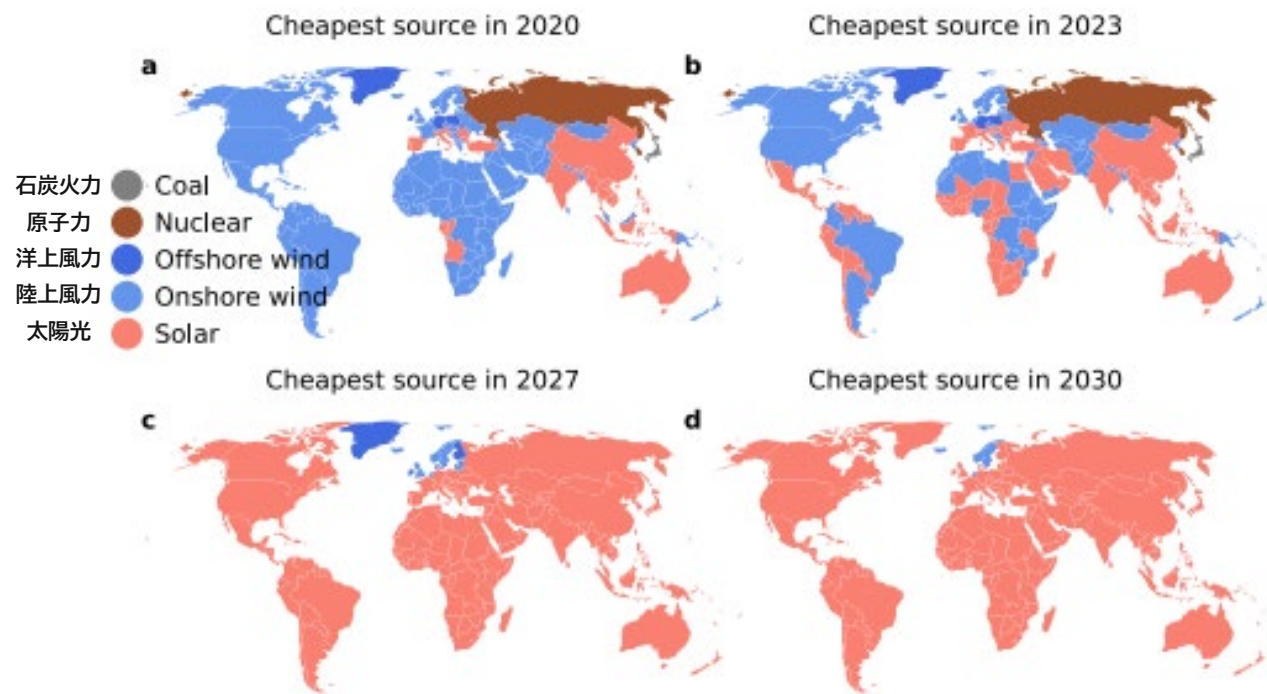 Cheapest source in 2020
Cheapest source in 2023
a
b
石炭火力 Coal
原子力 Nuclear
洋上風力 Offshore wind
陸上風力 Onshore wind
太陽光 Solar
Cheapest source in 2027
Cheapest source in 2030
c
d